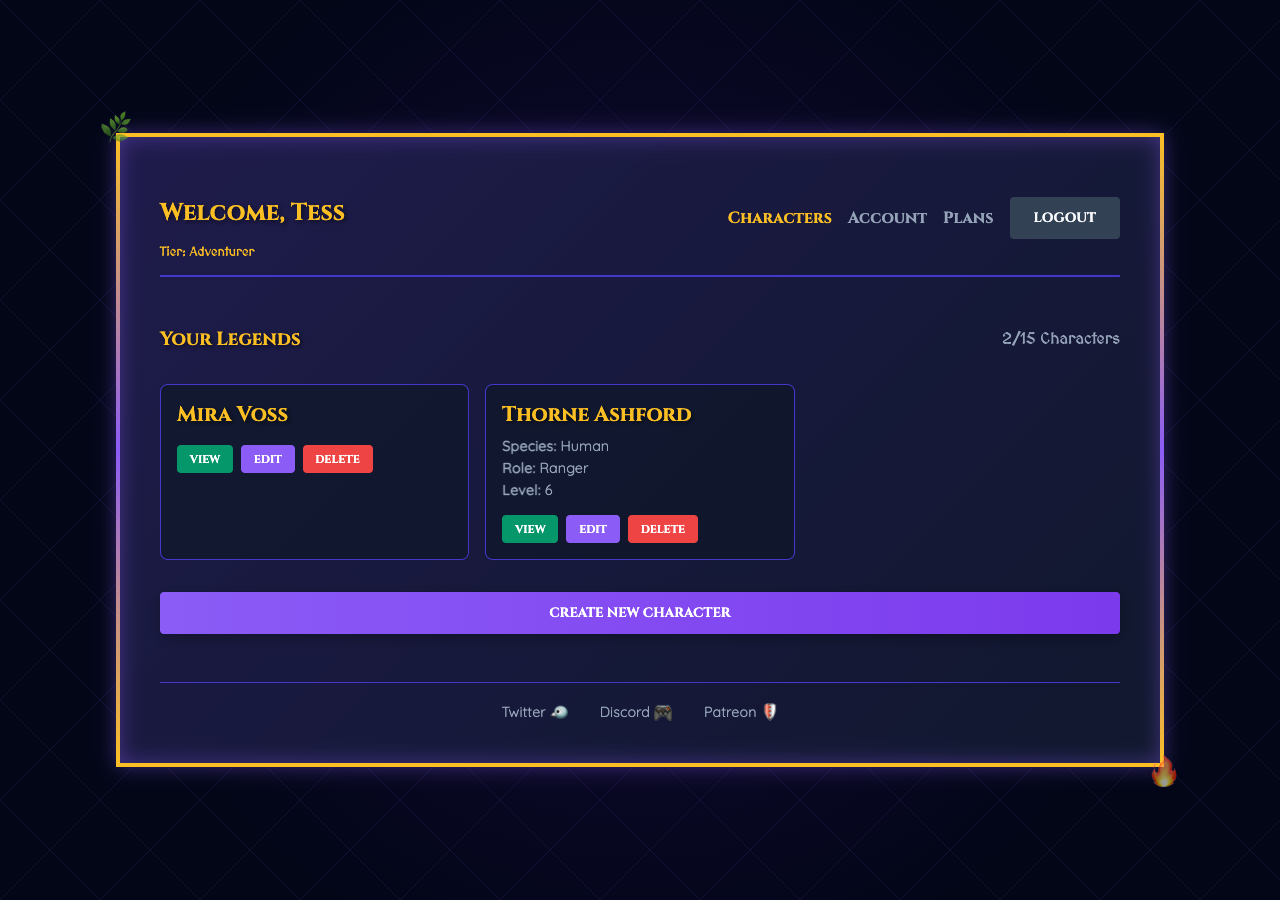 Welcome, Tess
Tier: Adventurer
Characters Account Plans LOGOUT
Your Legends
2/15 Characters
Mira Voss
VIEW EDIT DELETE
Thorne Ashford
Species: Human
Role: Ranger
Level: 6
VIEW EDIT DELETE
CREATE NEW CHARACTER
Twitter Discord Patreon